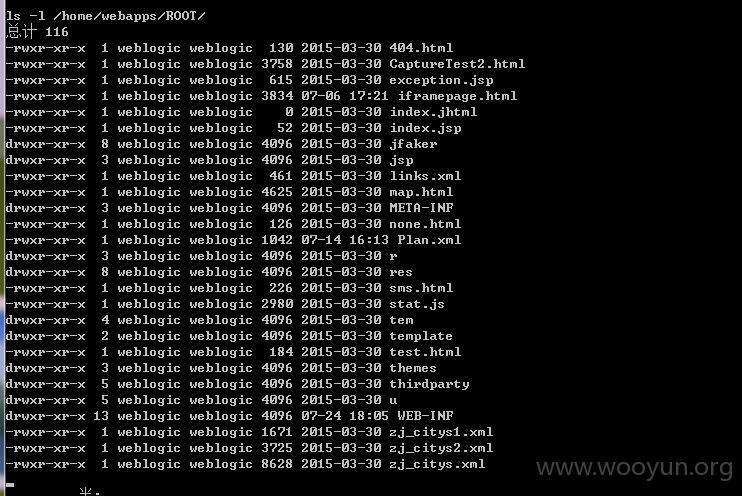 ls -l /home/webapps/ROOT/
总计 116
-rwxr-xr-x 1 weblogic weblogic 130 2015-03-30 404.html
-rwxr-xr-x 1 weblogic weblogic 3758 2015-03-30 CaptureTest2.html
-rwxr-xr-x 1 weblogic weblogic 615 2015-03-30 exception.jsp
-rwxr-xr-x 1 weblogic weblogic 3834 07-06 17:21 iframepage.html
-rwxr-xr-x 1 weblogic weblogic 0 2015-03-30 index.jhtml
-rwxr-xr-x 1 weblogic weblogic 52 2015-03-30 index.jsp
drwxr-xr-x 8 weblogic weblogic 4096 2015-03-30 jfaker
drwxr-xr-x 3 weblogic weblogic 4096 2015-03-30 jsp
-rwxr-xr-x 1 weblogic weblogic 461 2015-03-30 links.xml
-rwxr-xr-x 1 weblogic weblogic 4625 2015-03-30 map.html
drwxr-xr-x 3 weblogic weblogic 4096 2015-03-30 META-INF
-rwxr-xr-x 1 weblogic weblogic 126 2015-03-30 none.html
-rwxr-xr-x 1 weblogic weblogic 1042 07-14 16:13 Plan.xml
drwxr-xr-x 3 weblogic weblogic 4096 2015-03-30 r
drwxr-xr-x 8 weblogic weblogic 4096 2015-03-30 res
-rwxr-xr-x 1 weblogic weblogic 226 2015-03-30 sms.html
-rwxr-xr-x 1 weblogic weblogic 2980 2015-03-30 stat.js
drwxr-xr-x 4 weblogic weblogic 4096 2015-03-30 tem
drwxr-xr-x 2 weblogic weblogic 4096 2015-03-30 template
-rwxr-xr-x 1 weblogic weblogic 184 2015-03-30 test.html
drwxr-xr-x 3 weblogic weblogic 4096 2015-03-30 themes
drwxr-xr-x 5 weblogic weblogic 4096 2015-03-30 thirdparty
drwxr-xr-x 5 weblogic weblogic 4096 2015-03-30 u
drwxr-xr-x 13 weblogic weblogic 4096 07-24 18:05 WEB-INF
-rwxr-xr-x 1 weblogic weblogic 1671 2015-03-30 zj_citys1.xml
-rwxr-xr-x 1 weblogic weblogic 3725 2015-03-30 zj_citys2.xml
-rwxr-xr-x 1 weblogic weblogic 8628 2015-03-30 zj_citys.xml
www.wooyun.org